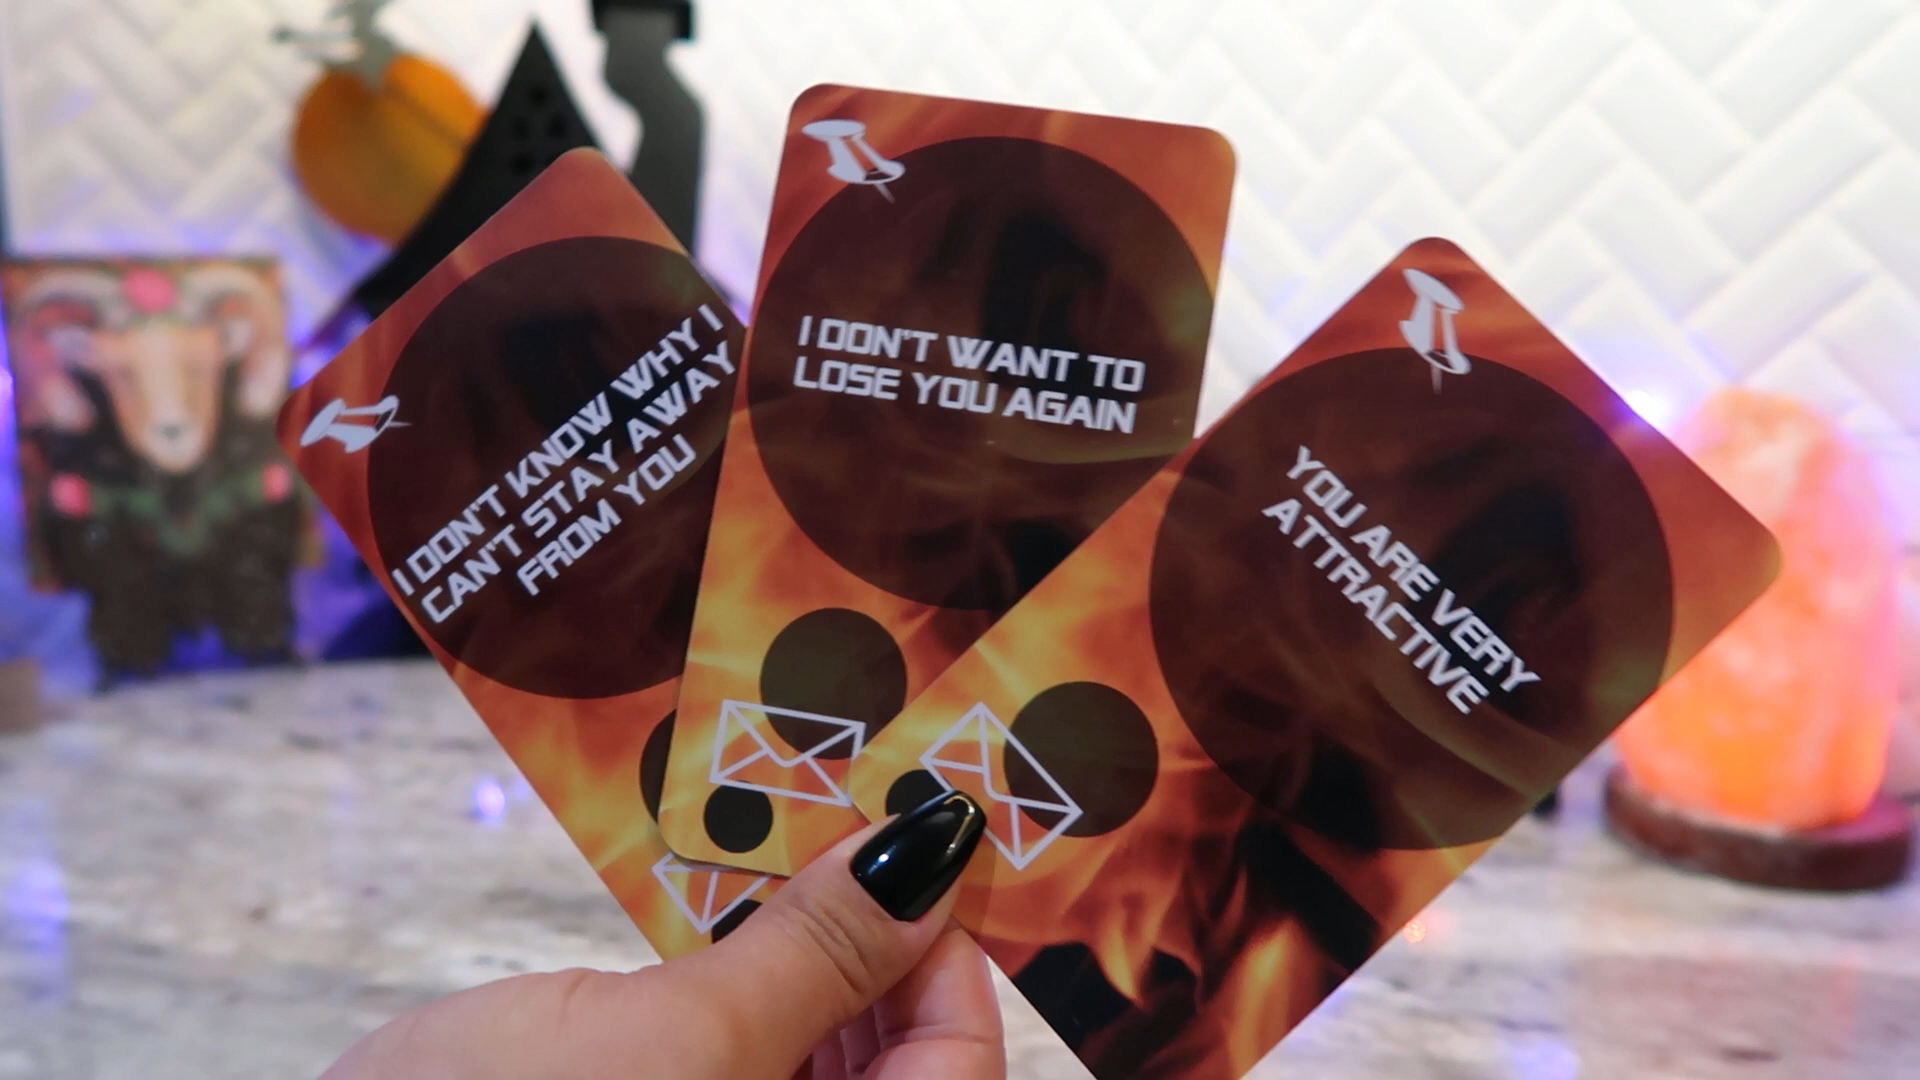 I DON'T KNOW WHY I
CAN'T STAY AWAY
FROM YOU
I DON'T WANT TO
LOSE YOU AGAIN
YOU ARE VERY
ATTRACTIVE